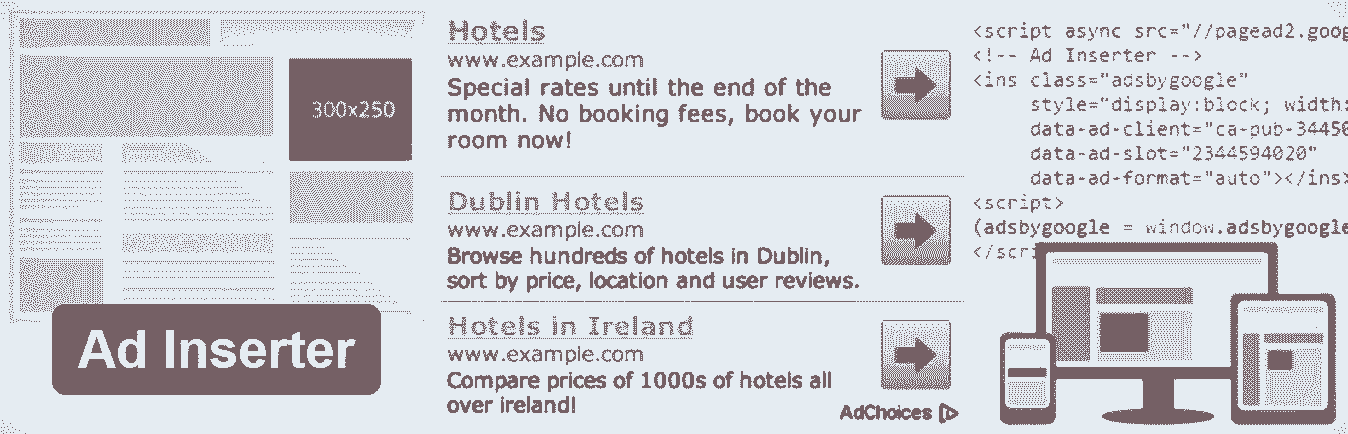 300x250
Ad Inserter
Hotels
www.example.com
Special rates until the end of the
month. No booking fees, book your
room now!
Dublin Hotels
www.example.com
Browse hundreds of hotels in Dublin,
sort by price, location and user reviews.
Hotels in Ireland
www.example.com
Compare prices of 1000s of hotels all
over ireland!
AdChoices
<script async src="//pagead2.goog
<!-- Ad Inserter -->
<ins class="adsbygoogle"
style="display:block; width:
data-ad-client="ca-pub-34450
data-ad-slot="2344594020"
data-ad-format="auto"></ins>
<script>
(adsbygoogle = window.adsbygoogle
</scri